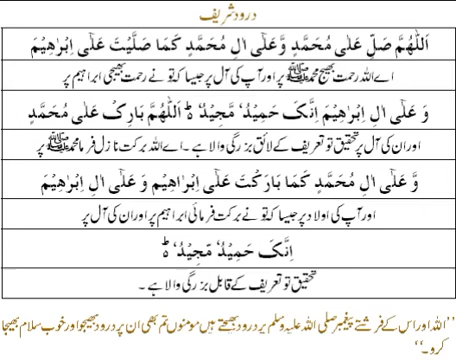 درود شریف
اَللّٰهُمَّ صَلِّ عَلٰی مُحَمَّدٍ وَّعَلٰٓی اٰلِ مُحَمَّدٍ کَمَا صَلَّیْتَ عَلٰٓی اِبْرٰهِیْمَ
اے اللہ رحمت بھیج محمد ﷺ پر اور آپ کی آل پر جیسا کہ تو نے رحمت بھیجی ابراہیم پر
وَ عَلٰٓی اٰلِ اِبْرٰهِیْمَ اِنَّکَ حَمِیْدٌ مَّجِیْدٌ ط اَللّٰهُمَّ بَارِکْ عَلٰی مُحَمَّدٍ
اور ان کی آل پر تحقیق تو تعریف کے لائق بزرگی والا ہے۔ اے اللہ برکت نازل فرما محمد ﷺ پر
وَّ عَلٰٓی اٰلِ مُحَمَّدٍ کَمَا بَارَکْتَ عَلٰٓی اِبْرَاهِیْمَ وَ عَلٰٓی اٰلِ اِبْرٰهِیْمَ
اور آپ کی اولاد پر جیسا کہ تو نے برکت فرمائی ابراہیم پر اور ان کی آل پر
اِنَّکَ حَمِیْدٌ مَّجِیْدٌ ط
تحقیق تو تعریف کے قابل بزرگی والا ہے۔
’’اللہ اور اس کے فرشتے پیغمبر صلی اللہ علیہ وسلم پر درود بھیجتے ہیں مومنوں تم بھی ان پر درود بھیجو اور خوب سلام بھیجا
کرو۔‘‘